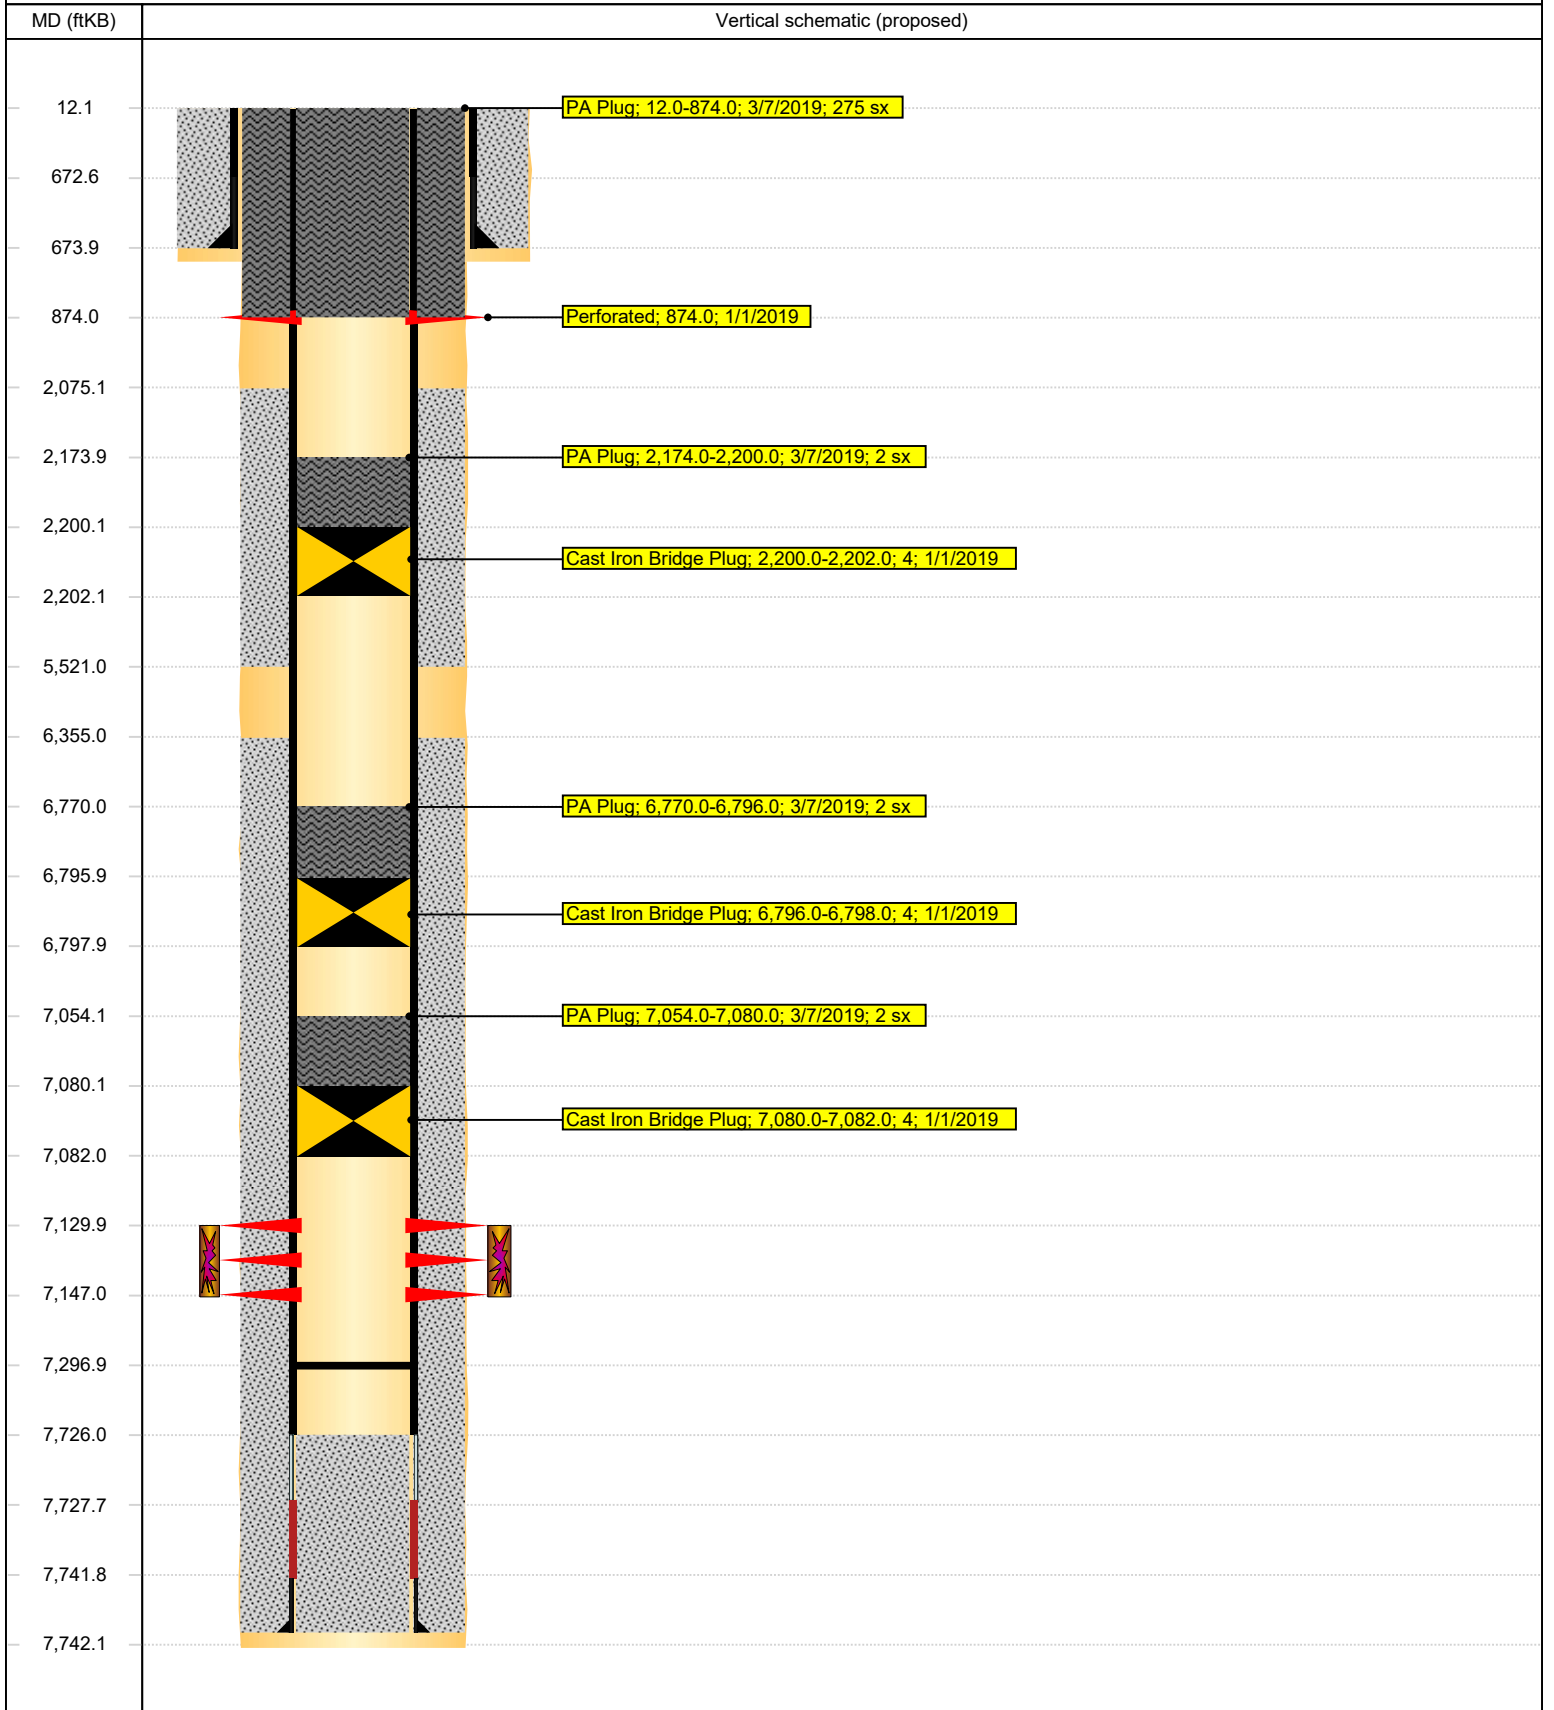 MD (ftKB)
Vertical schematic (proposed)
12.1
PA Plug; 12.0-874.0; 3/7/2019; 275 sx
672.6
673.9
874.0
Perforated; 874.0; 1/1/2019
2,075.1
2,173.9
PA Plug; 2,174.0-2,200.0; 3/7/2019; 2 sx
2,200.1
Cast Iron Bridge Plug; 2,200.0-2,202.0; 4; 1/1/2019
2,202.1
5,521.0
6,355.0
6,770.0
PA Plug; 6,770.0-6,796.0; 3/7/2019; 2 sx
6,795.9
Cast Iron Bridge Plug; 6,796.0-6,798.0; 4; 1/1/2019
6,797.9
7,054.1
PA Plug; 7,054.0-7,080.0; 3/7/2019; 2 sx
7,080.1
Cast Iron Bridge Plug; 7,080.0-7,082.0; 4; 1/1/2019
7,082.0
7,129.9
7,147.0
7,296.9
7,726.0
7,727.7
7,741.8
7,742.1